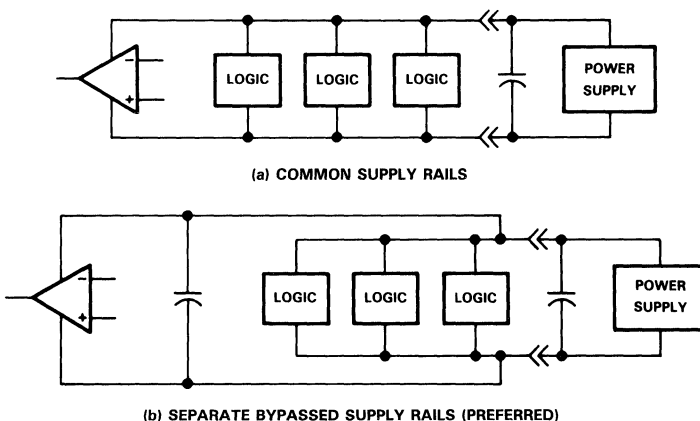 −
+
LOGIC LOGIC LOGIC
POWER
SUPPLY
(a) COMMON SUPPLY RAILS
−
+
LOGIC LOGIC LOGIC
POWER
SUPPLY
(b) SEPARATE BYPASSED SUPPLY RAILS (PREFERRED)